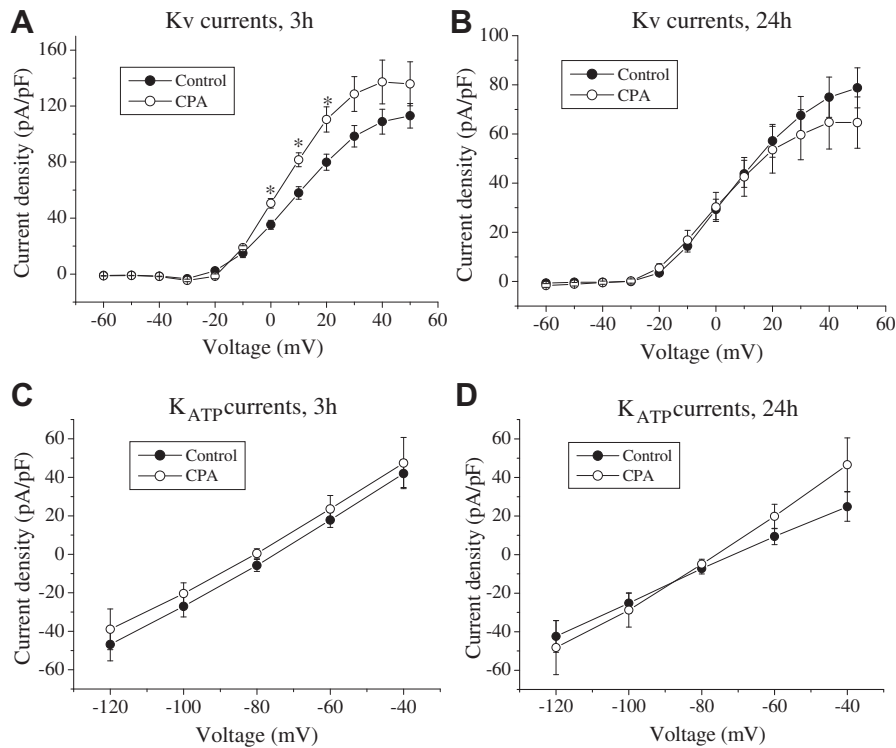 A
Kv currents, 3h
Current density (pA/pF)
160
120
80
40
0
Control
CPA
*
*
*
-60 -40 -20 0 20 40 60
Voltage (mV)
B
Kv currents, 24h
Current density (pA/pF)
100
80
60
40
20
0
Control
CPA
-60 -40 -20 0 20 40 60
Voltage (mV)
C
KATP currents, 3h
Current density (pA/pF)
60
40
20
0
-20
-40
-60
Control
CPA
-120 -100 -80 -60 -40
Voltage (mV)
D
KATP currents, 24h
Current density (pA/pF)
60
40
20
0
-20
-40
-60
Control
CPA
-120 -100 -80 -60 -40
Voltage (mV)